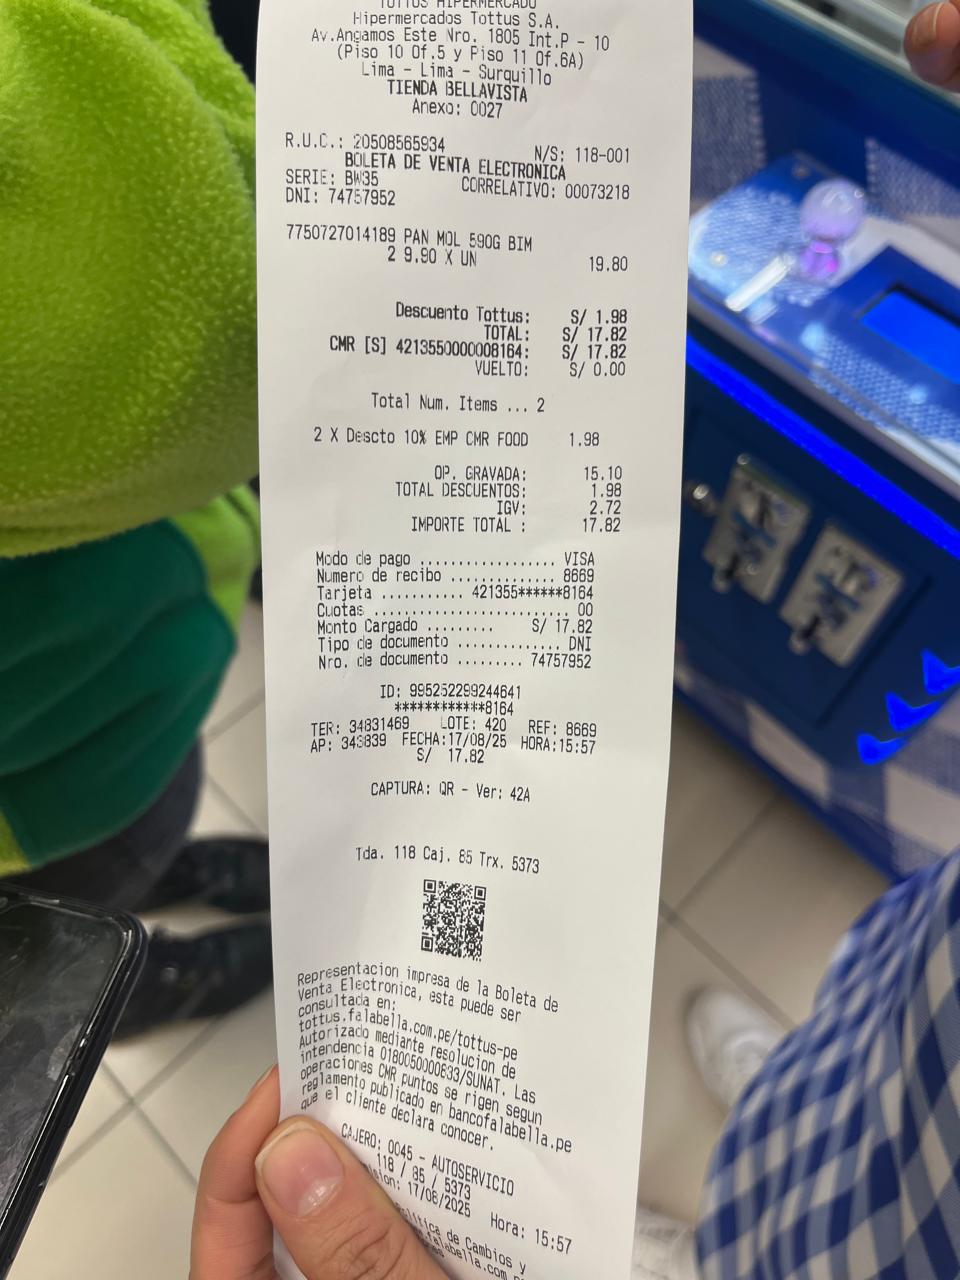 TOTTUS HIPERMERCADO
Hipermercados Tottus S.A.
Av.Angamos Este Nro. 1805 Int.P - 10
(Piso 10 Of.5 y Piso 11 Of.6A)
Lima - Lima - Surquillo
TIENDA BELLAVISTA
Anexo: 0027
R.U.C.: 20508565934 N/S: 118-001
BOLETA DE VENTA ELECTRONICA
SERIE: BW35 CORRELATIVO: 00073218
DNI: 74757952
7750727014189 PAN MOL 590G BIM
2 9.90 X UN 19.80
Descuento Tottus: S/ 1.98
TOTAL: S/ 17.82
CMR [S] 4213550000008164: S/ 17.82
VUELTO: S/ 0.00
Total Num. Items ... 2
2 X Descto 10% EMP CMR FOOD 1.98
OP. GRAVADA: 15.10
TOTAL DESCUENTOS: 1.98
IGV: 2.72
IMPORTE TOTAL : 17.82
Modo de pago .................. VISA
Numero de recibo .............. 8669
Tarjeta ........... 421355******8164
Cuotas .......................... 00
Monto Cargado ......... S/ 17.82
Tipo de documento .............. DNI
Nro. de documento ......... 74757952
ID: 995252299244641
************8164
TER: 34831469 LOTE: 420 REF: 8669
AP: 343839 FECHA:17/08/25 HORA:15:57
S/ 17.82
CAPTURA: QR - Ver: 42A
Tda. 118 Caj. 85 Trx. 5373
Representacion impresa de la Boleta de
Venta Electronica, esta puede ser
consultada en:
tottus.falabella.com.pe/tottus-pe
Autorizado mediante resolucion de
intendencia 0180050000633/SUNAT. Las
operaciones CMR puntos se rigen segun
reglamento publicado en bancofalabella.pe
que el cliente declara conocer.
CAJERO: 0045 - AUTOSERVICIO
118 / 85 / 5373
17/08/2025 Hora: 15:57
de Cambios y